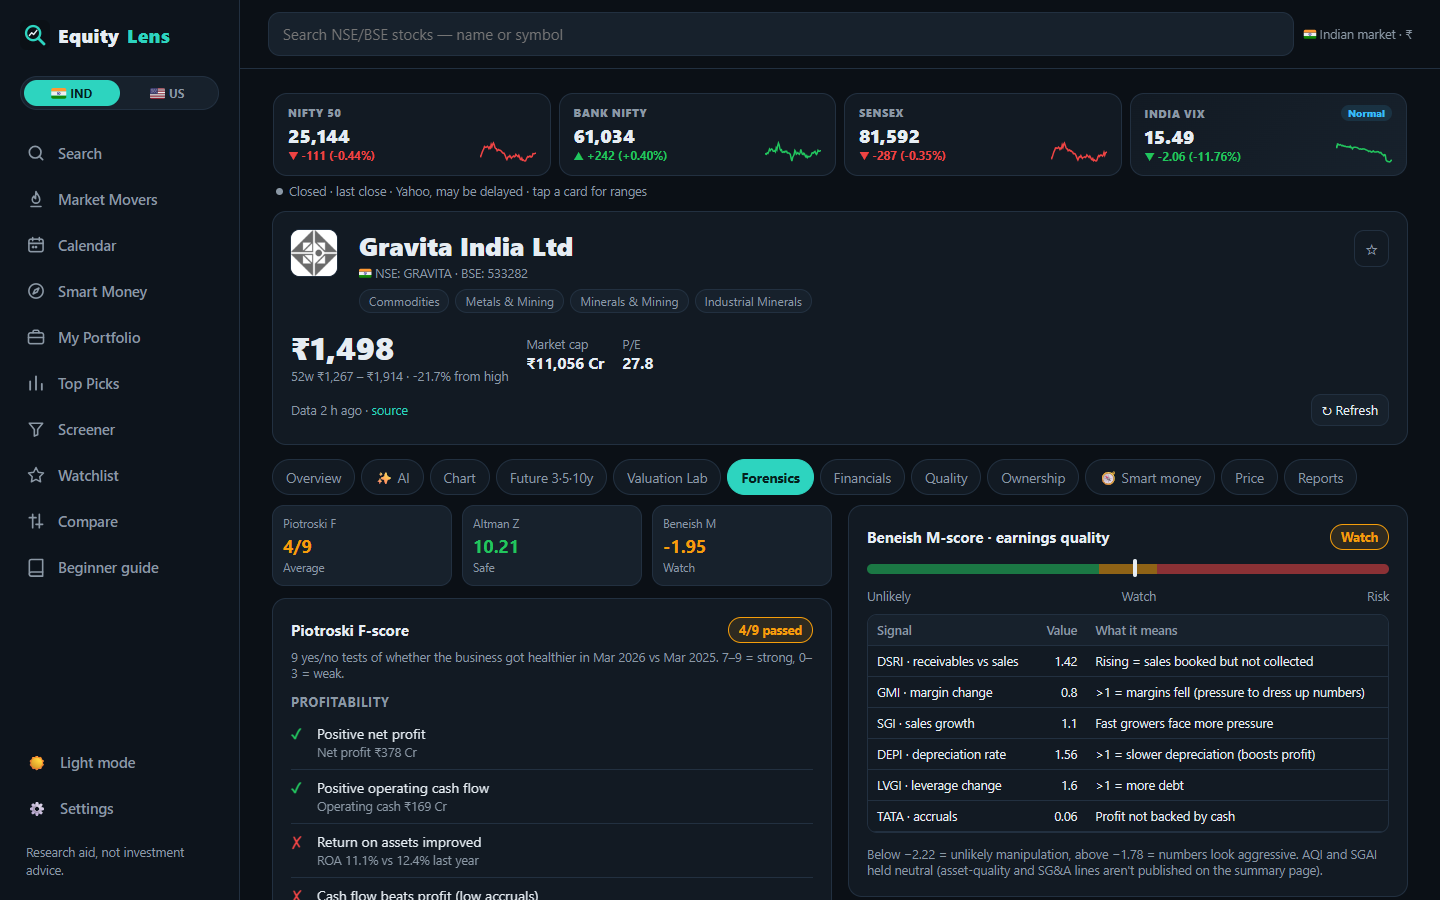 Equity Lens
IND
US
Search
Market Movers
Calendar
Smart Money
My Portfolio
Top Picks
Screener
Watchlist
Compare
Beginner guide
Light mode
Settings
Research aid, not investment
advice.
Search NSE/BSE stocks — name or symbol
Indian market · ₹
NIFTY 50
25,144
▼ -111 (-0.44%)
BANK NIFTY
61,034
▲ +242 (+0.40%)
SENSEX
81,592
▼ -287 (-0.35%)
INDIA VIX
Normal
15.49
▼ -2.06 (-11.76%)
Closed · last close · Yahoo, may be delayed · tap a card for ranges
Gravita India Ltd
NSE: GRAVITA · BSE: 533282
Commodities
Metals & Mining
Minerals & Mining
Industrial Minerals
₹1,498
52w ₹1,267 – ₹1,914 · -21.7% from high
Market cap
₹11,056 Cr
P/E
27.8
Data 2 h ago · source
↻ Refresh
Overview
✨ AI
Chart
Future 3·5·10y
Valuation Lab
Forensics
Financials
Quality
Ownership
🧭 Smart money
Price
Reports
Piotroski F
4/9
Average
Altman Z
10.21
Safe
Beneish M
-1.95
Watch
Piotroski F-score
4/9 passed
9 yes/no tests of whether the business got healthier in Mar 2026 vs Mar 2025. 7–9 = strong, 0–
3 = weak.
PROFITABILITY
✓ Positive net profit
Net profit ₹378 Cr
✓ Positive operating cash flow
Operating cash ₹169 Cr
✗ Return on assets improved
ROA 11.1% vs 12.4% last year
✗ Cash flow beats profit (low accruals)
Beneish M-score · earnings quality
Watch
Unlikely
Watch
Risk
Signal Value What it means
DSRI · receivables vs sales 1.42 Rising = sales booked but not collected
GMI · margin change 0.8 >1 = margins fell (pressure to dress up numbers)
SGI · sales growth 1.1 Fast growers face more pressure
DEPI · depreciation rate 1.56 >1 = slower depreciation (boosts profit)
LVGI · leverage change 1.6 >1 = more debt
TATA · accruals 0.06 Profit not backed by cash
Below −2.22 = unlikely manipulation, above −1.78 = numbers look aggressive. AQI and SGAI
held neutral (asset-quality and SG&A lines aren't published on the summary page).